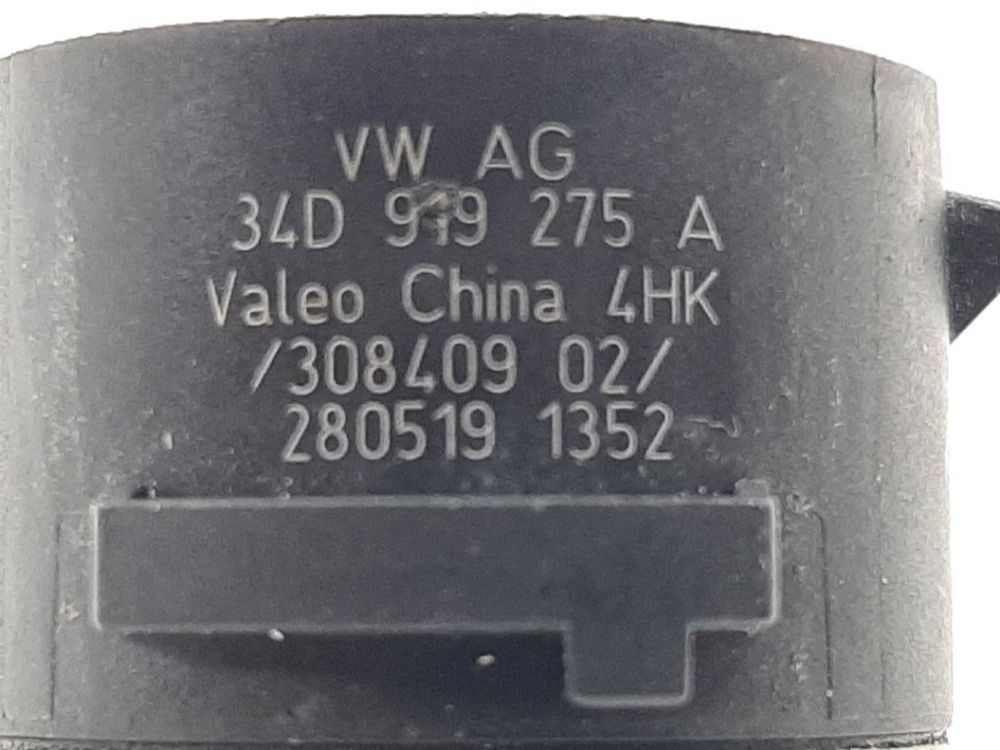 VW AG
34D 919 275 A
Valeo China 4HK
/308409 02/
280519 1352